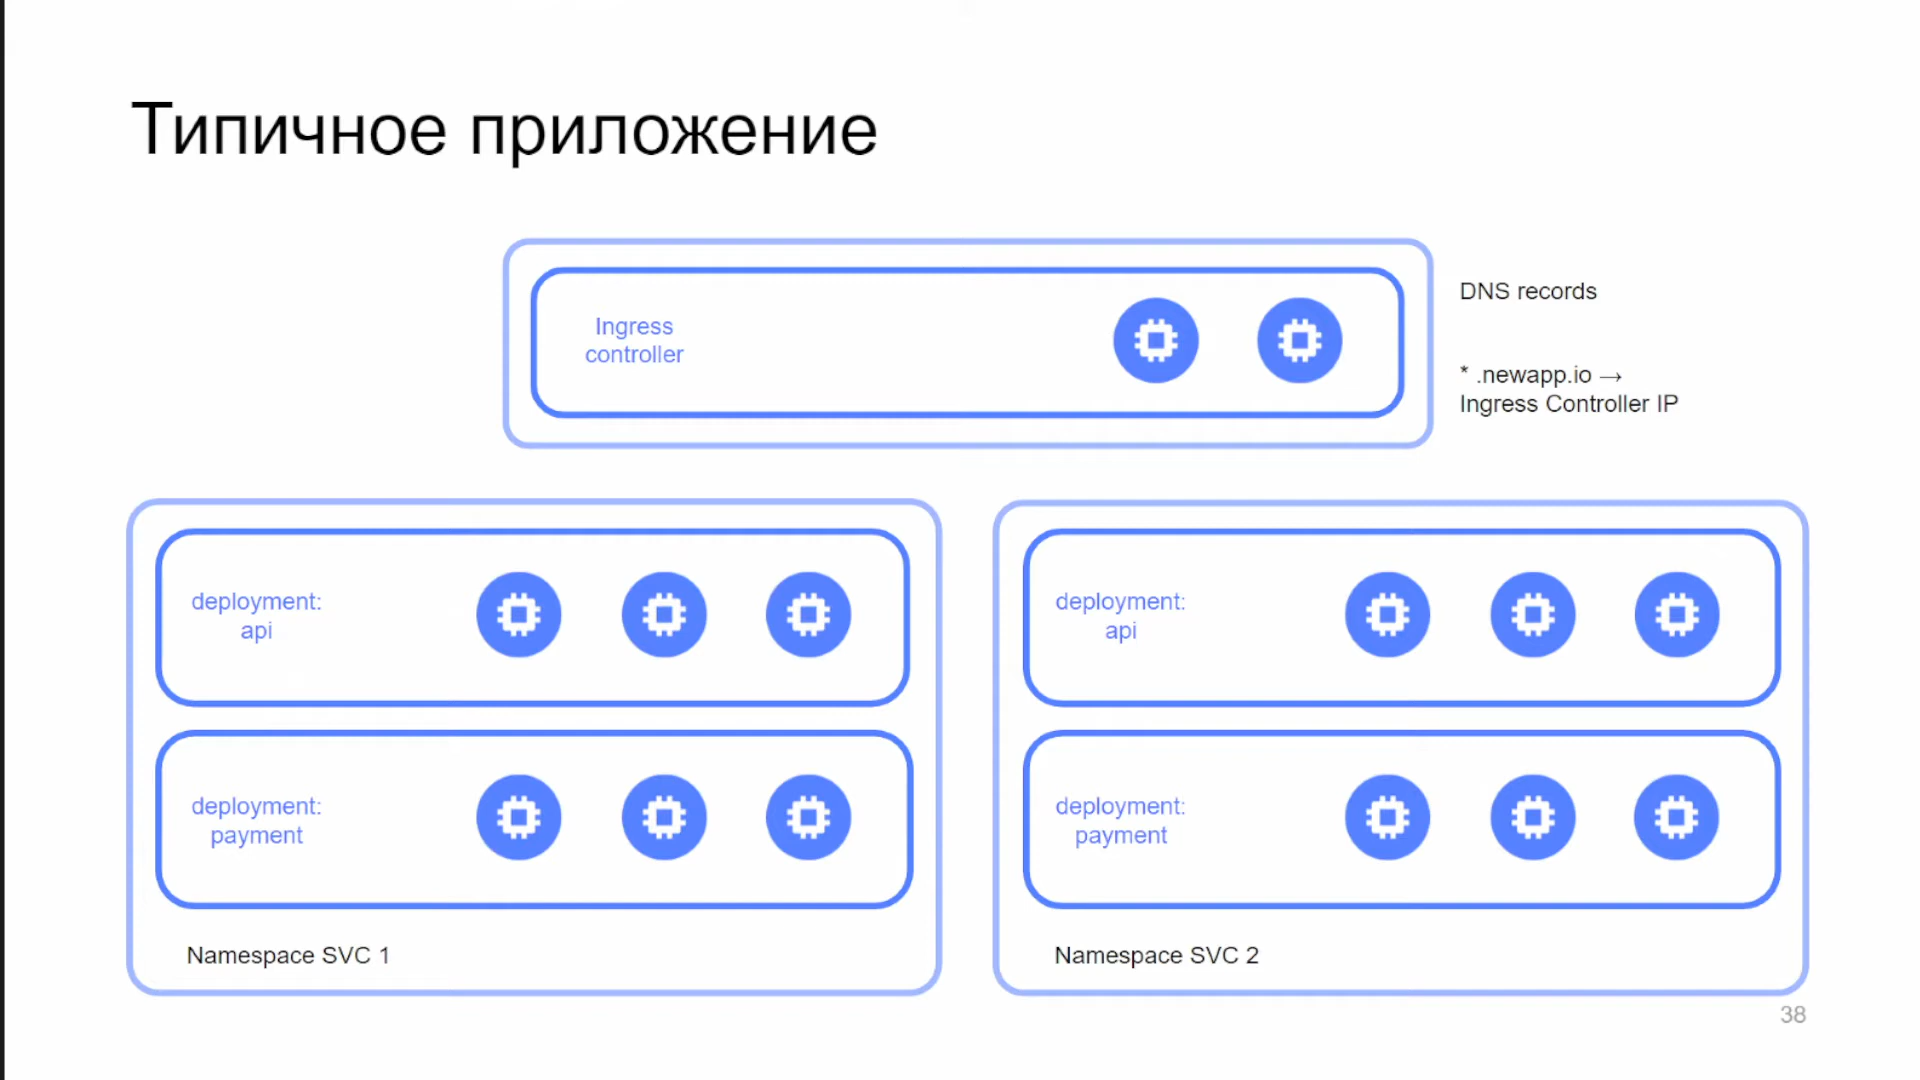 Типичное приложение
Ingress
controller
DNS records
* .newapp.io →
Ingress Controller IP
deployment:
api
deployment:
payment
Namespace SVC 1
deployment:
api
deployment:
payment
Namespace SVC 2
38